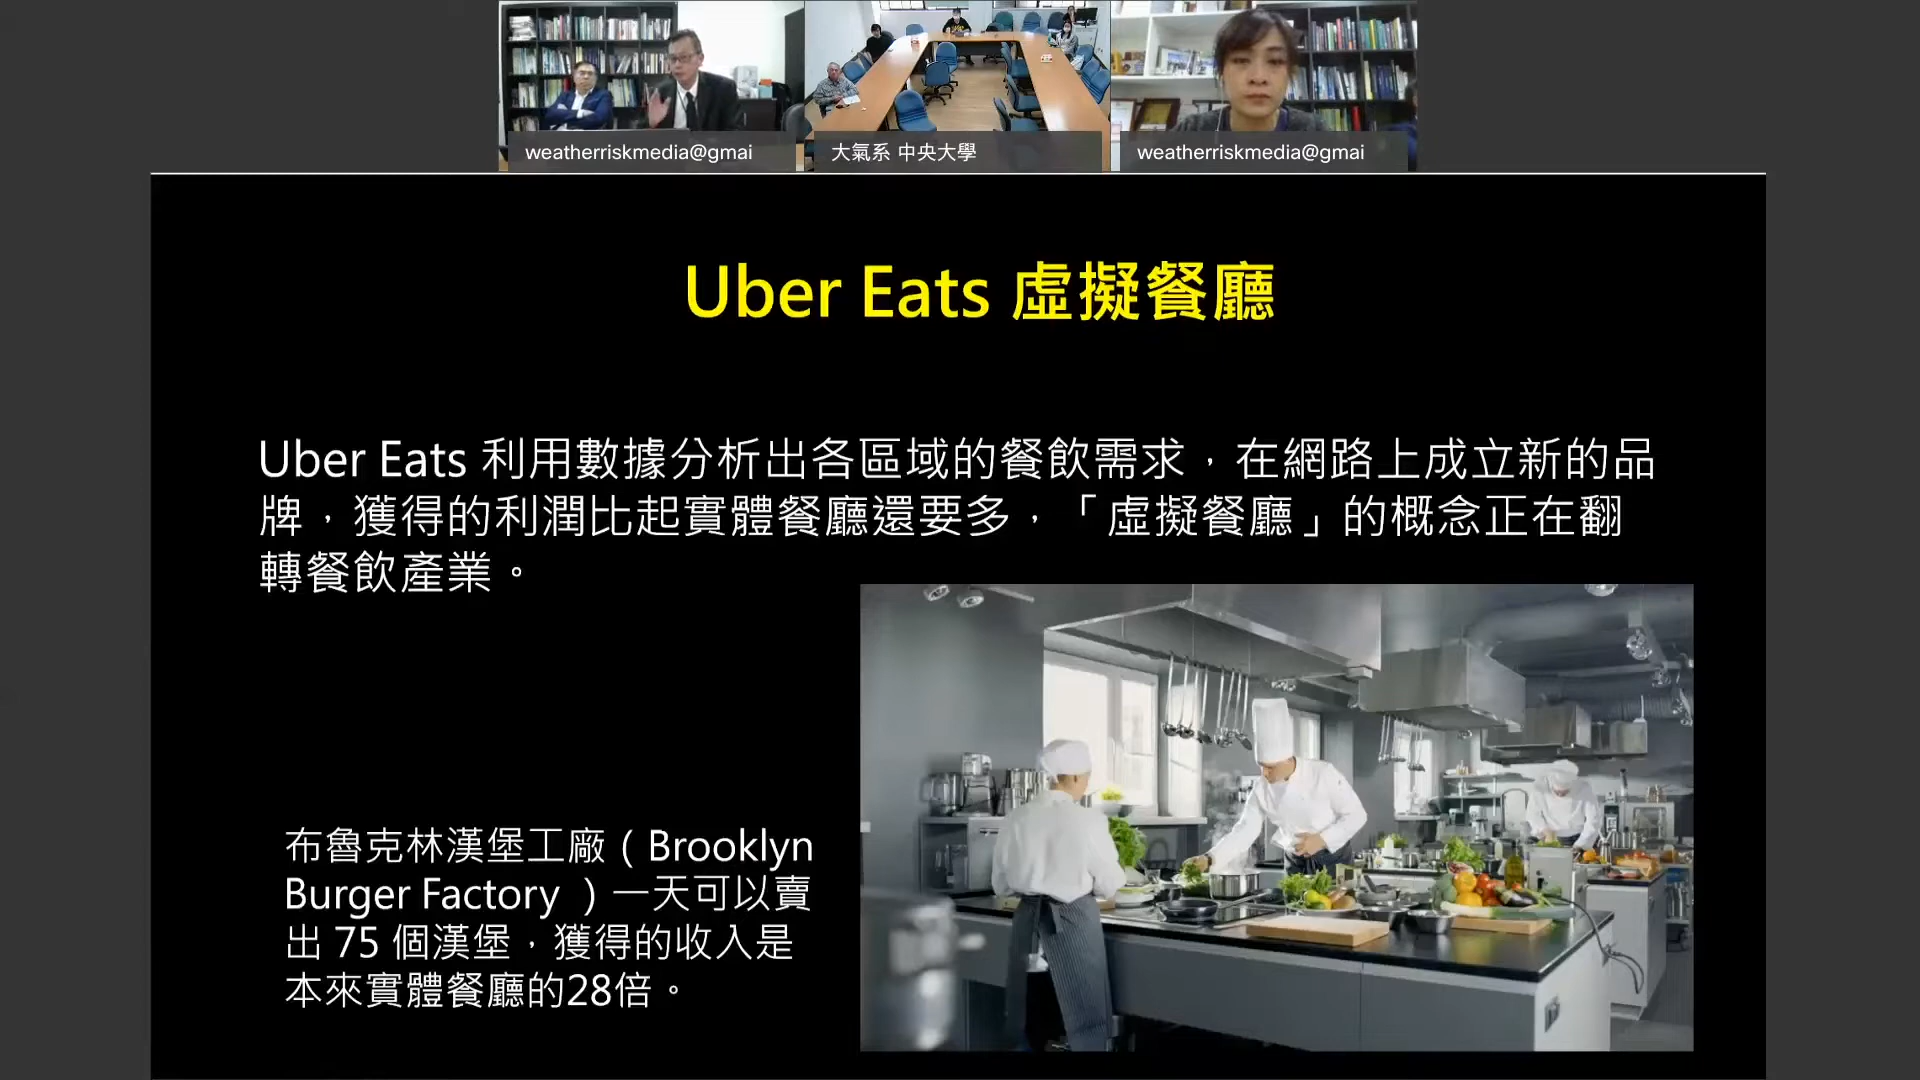 weatherriskmedia@gmai
大氣系 中央大學
weatherriskmedia@gmai
Uber Eats 虛擬餐廳
Uber Eats 利用數據分析出各區域的餐飲需求，在網路上成立新的品
牌，獲得的利潤比起實體餐廳還要多，「虛擬餐廳」的概念正在翻
轉餐飲產業。
布魯克林漢堡工廠（Brooklyn
Burger Factory ）一天可以賣
出 75 個漢堡，獲得的收入是
本來實體餐廳的28倍。